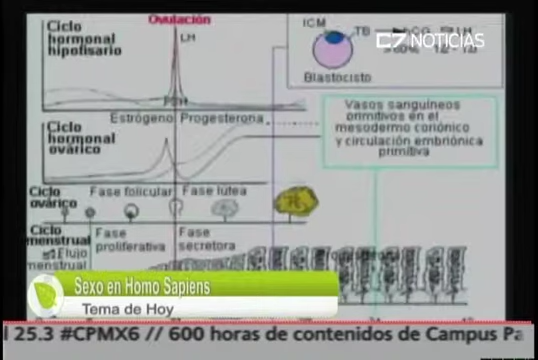 Ovulación
Ciclo
hormonal
hipofisario
LH
FSH
ICM
TB
C7 NOTICIAS
Blastocisto
Estrógeno
Progesterona
Vasos sanguíneos
primitivos en el
mesodermo coriónico
y circulación embriónica
primitiva
Ciclo
hormonal
ovárico
Ciclo
ovárico
Fase folicular
Fase lútea
Ciclo
menstrual
Flujo
menstrual
Fase
proliferativa
Fase
secretora
Sexo en Homo Sapiens
Tema de Hoy
25.3 #CPMX6 // 600 horas de contenidos de Campus Pa